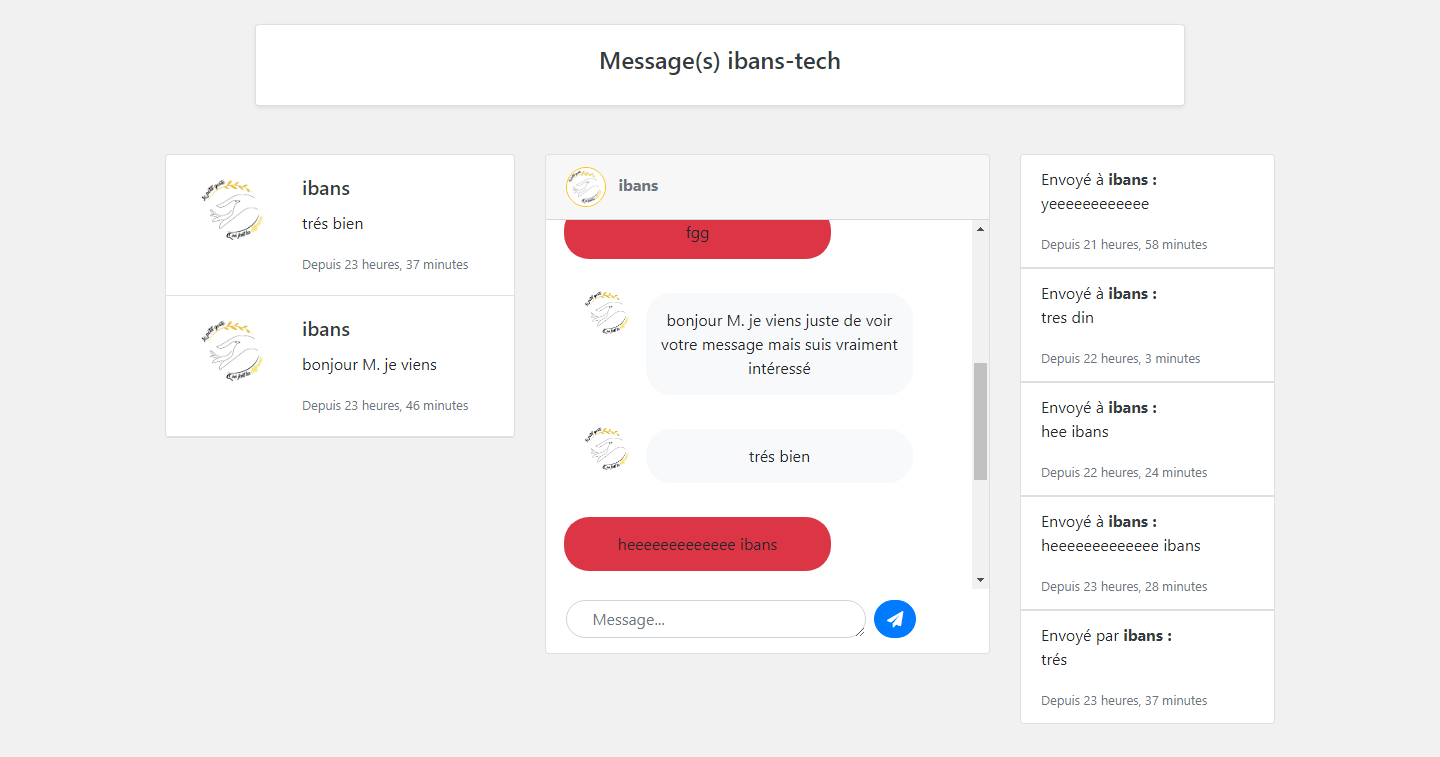 Message(s) ibans-tech
ibans
trés bien
Depuis 23 heures, 37 minutes
ibans
bonjour M. je viens
Depuis 23 heures, 46 minutes
ibans
fgg
bonjour M. je viens juste de voir
votre message mais suis vraiment
intéressé
trés bien
heeeeeeeeeeeee ibans
Message...
Envoyé à ibans :
yeeeeeeeeeeee
Depuis 21 heures, 58 minutes
Envoyé à ibans :
tres din
Depuis 22 heures, 3 minutes
Envoyé à ibans :
hee ibans
Depuis 22 heures, 24 minutes
Envoyé à ibans :
heeeeeeeeeeeee ibans
Depuis 23 heures, 28 minutes
Envoyé par ibans :
trés
Depuis 23 heures, 37 minutes